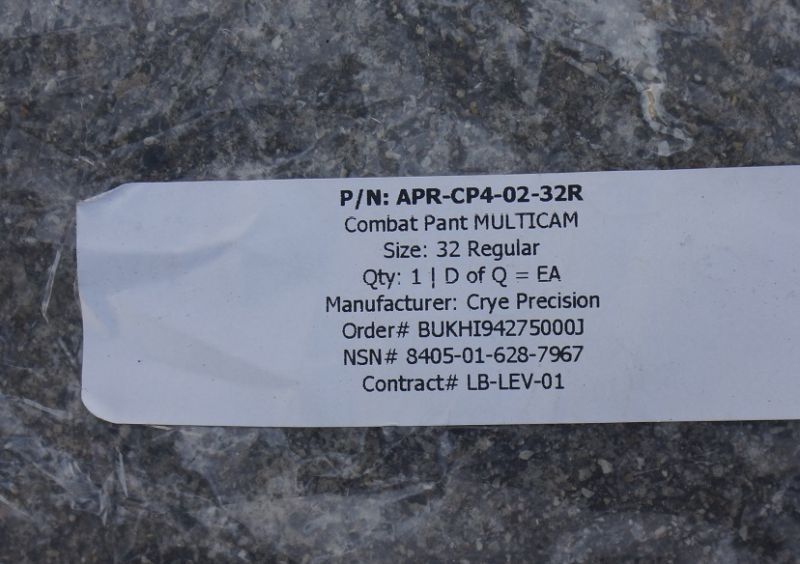 P/N: APR-CP4-02-32R
Combat Pant MULTICAM
Size: 32 Regular
Qty: 1 | D of Q = EA
Manufacturer: Crye Precision
Order# BUKHI94275000J
NSN# 8405-01-628-7967
Contract# LB-LEV-01